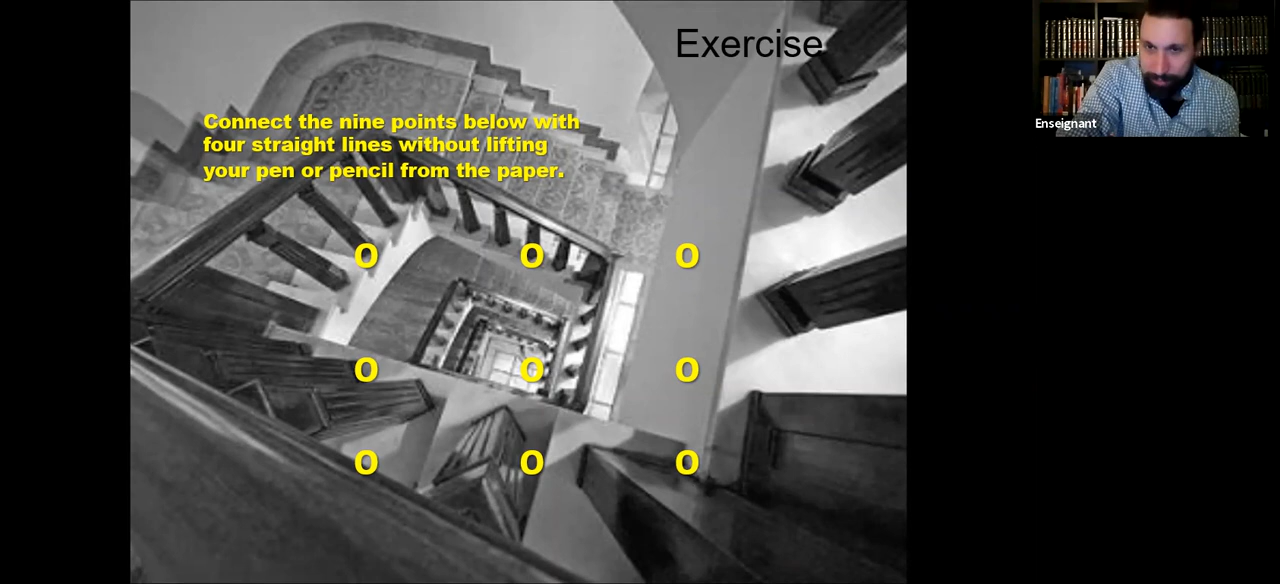 Exercise
Connect the nine points below with
four straight lines without lifting
your pen or pencil from the paper.
O O O
O O O
O O O
Enseignant